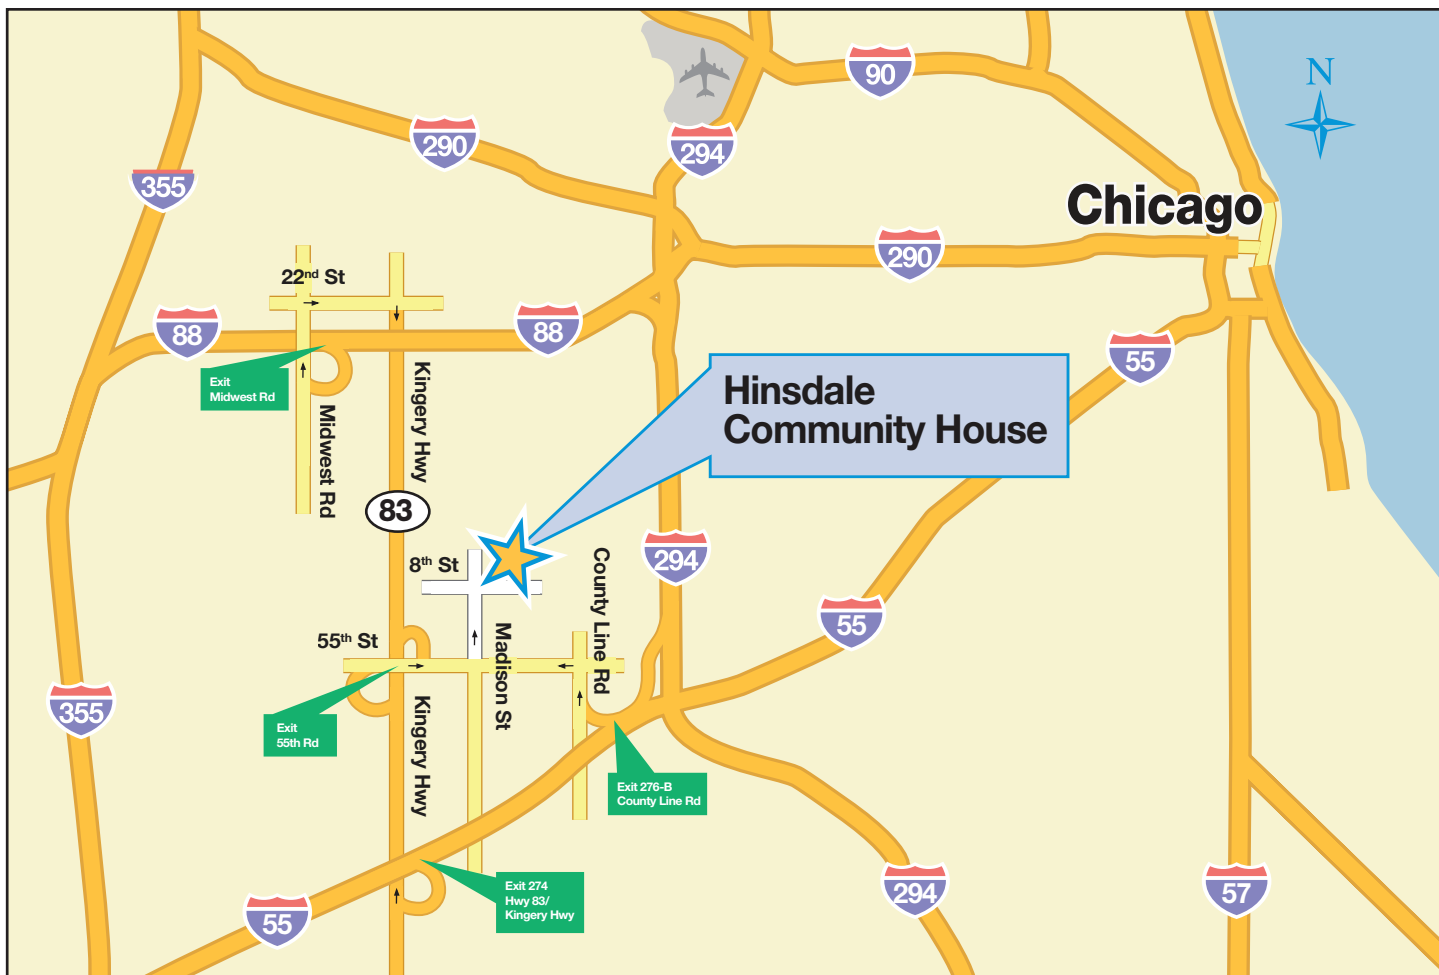 N
90
290
294
355
Chicago
290
22nd St
88
88
55
Exit
Midwest Rd
Kingery Hwy
Midwest Rd
Hinsdale
Community House
83
294
8th St
County Line Rd
55
55th St
Madison St
355
Kingery Hwy
Exit
55th Rd
Exit 276-B
County Line Rd
Exit 274
Hwy 83/
Kingery Hwy
294
57
55